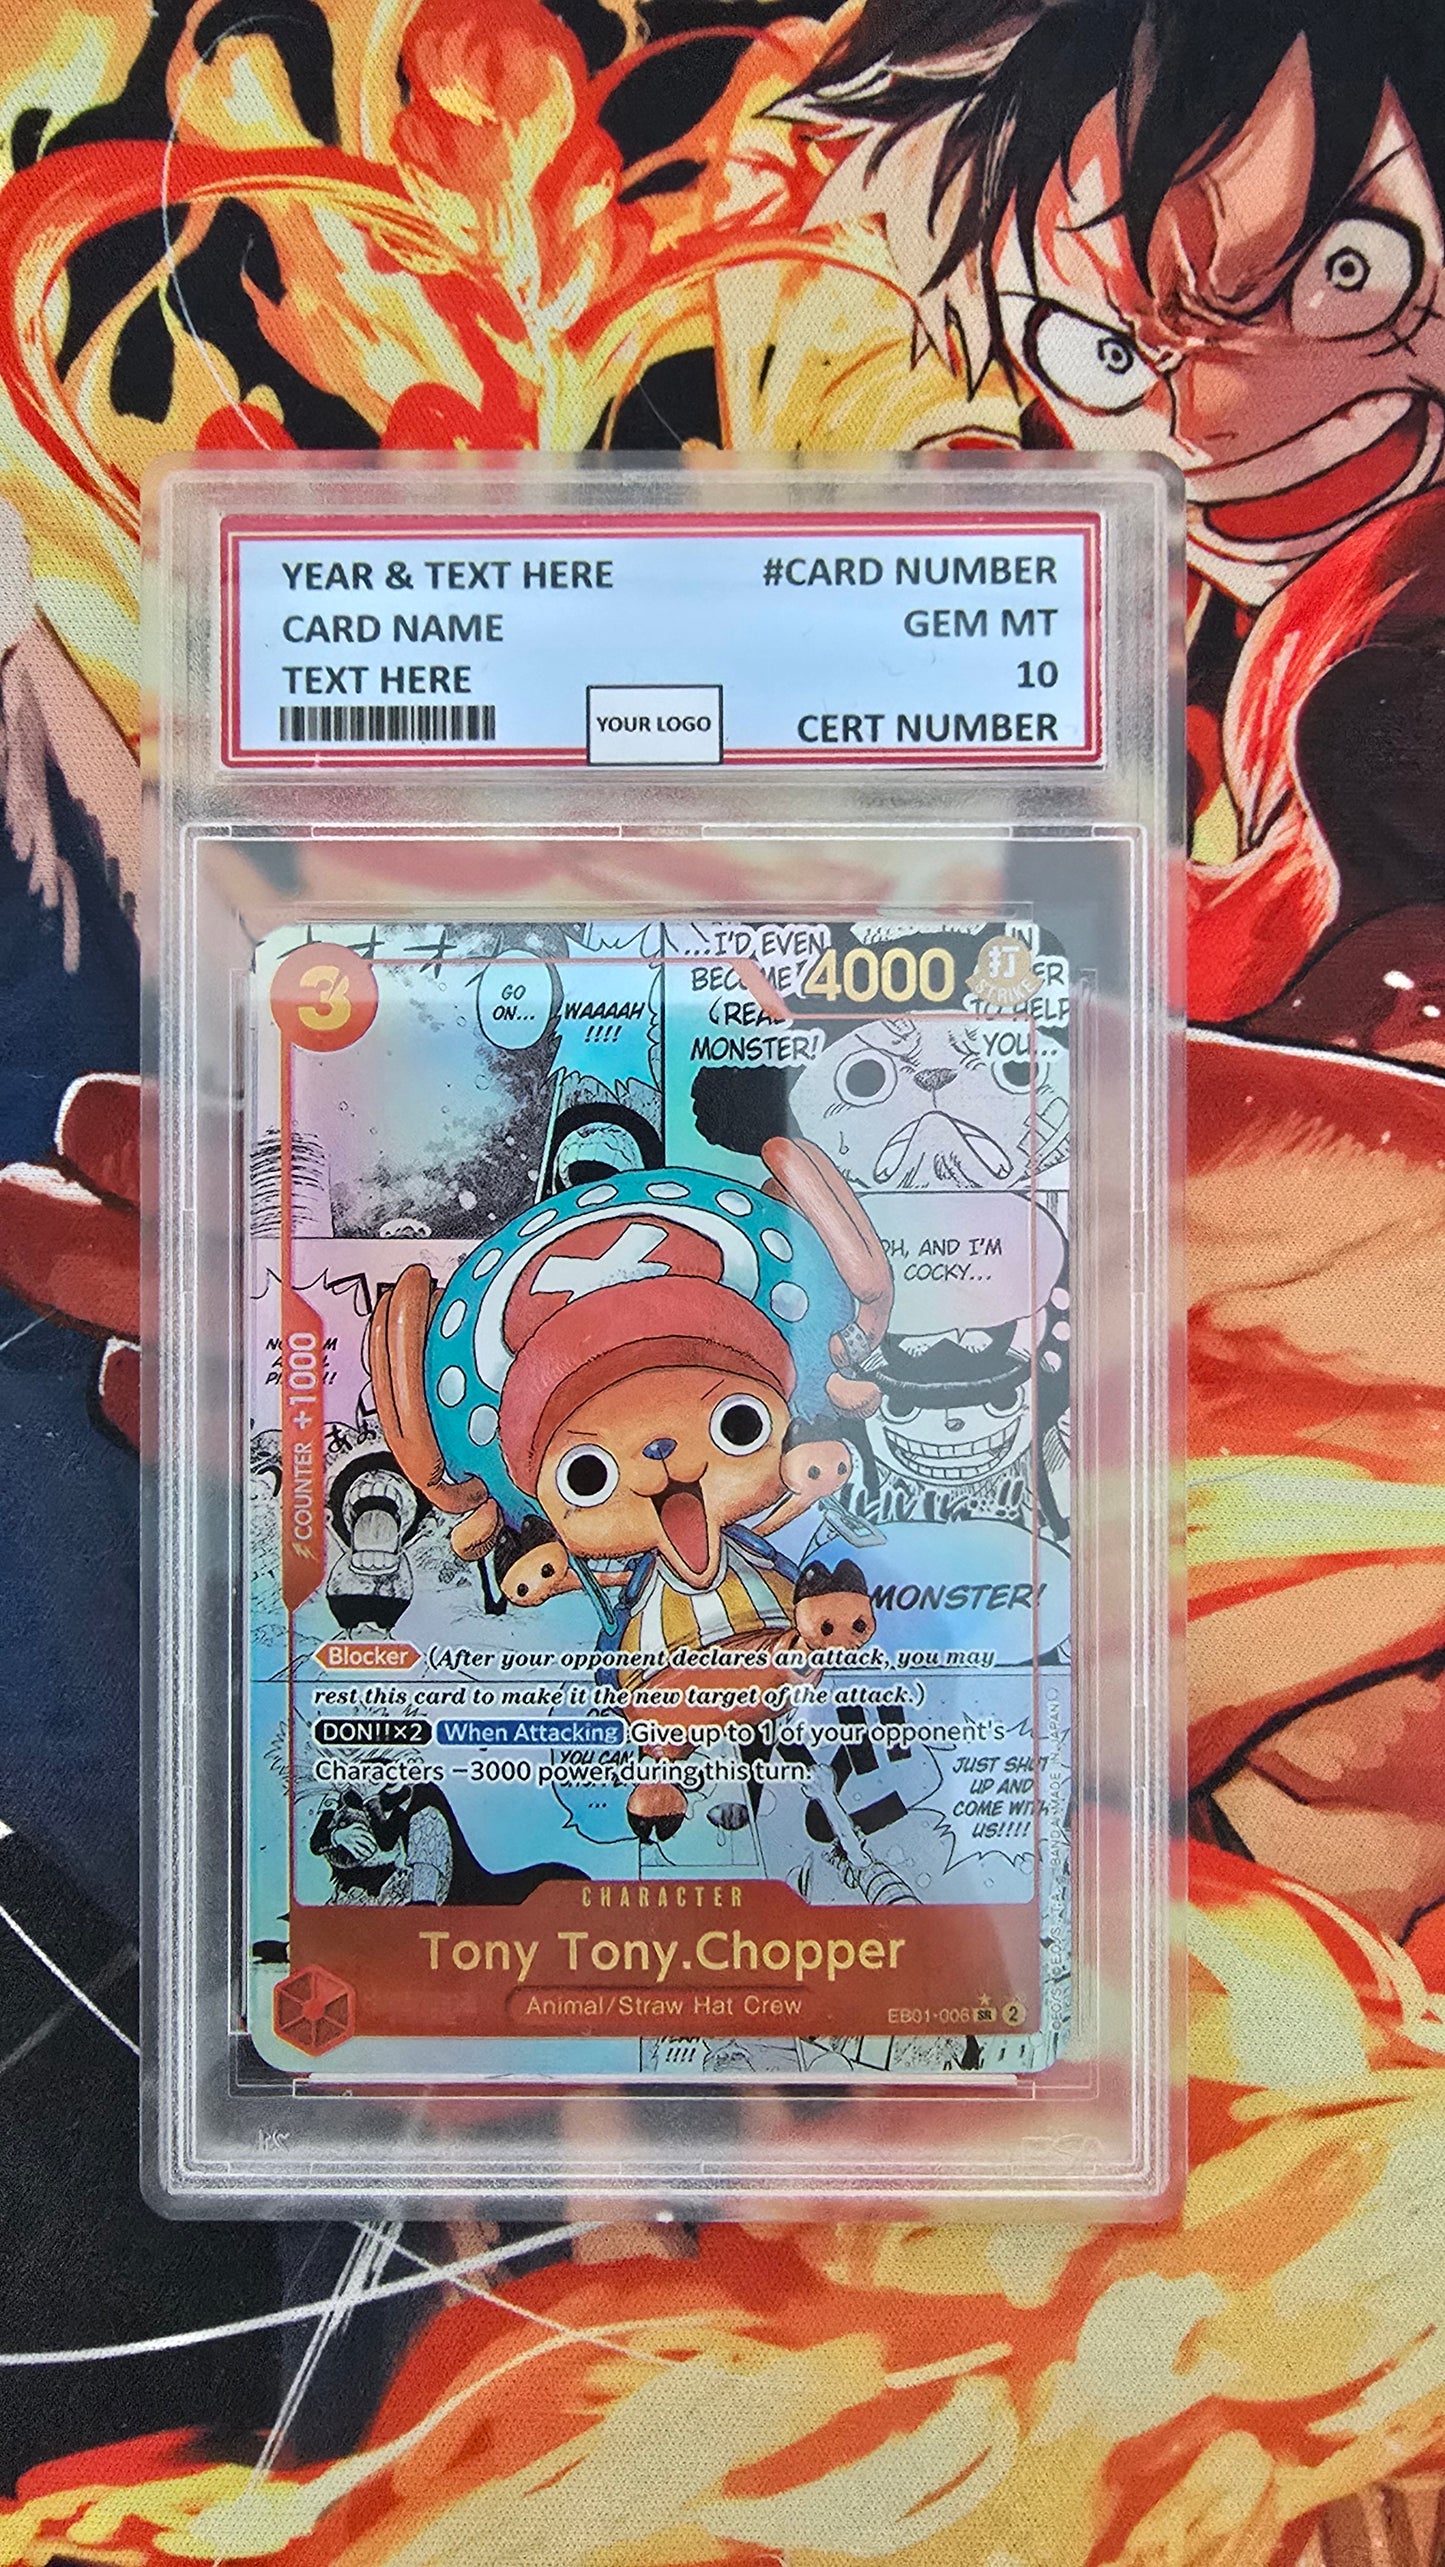 YEAR & TEXT HERE
#CARD NUMBER
CARD NAME
GEM MT
TEXT HERE
10
YOUR LOGO
CERT NUMBER
3
4000
打
STRIKE
GO
ON...
WAAAAH
!!!!
...I'D EVEN
MONSTER!
TO HELP
YOU...
AND I'M
COCKY...
COUNTER +1000
MONSTER!
Blocker (After your opponent declares an attack, you may
rest this card to make it the new target of the attack.)
DON!!×2 When Attacking Give up to 1 of your opponent's
Characters −3000 power during this turn.
YOU CAN
...
JUST SHUT
UP AND
COME WITH
US!!!!
CHARACTER
Tony Tony.Chopper
Animal/Straw Hat Crew
EB01-006 SR 2
!!!!